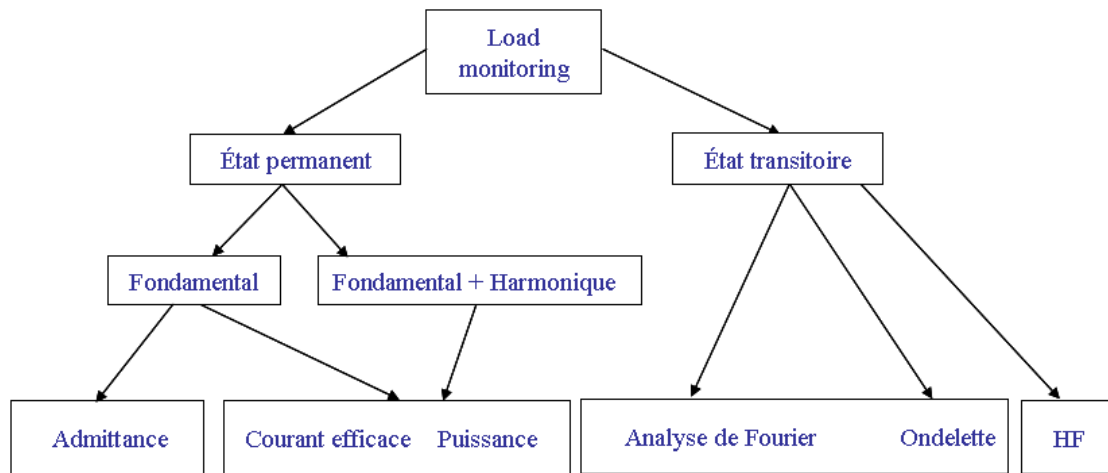 Load
monitoring
État permanent
État transitoire
Fondamental
Fondamental + Harmonique
Admittance
Courant efficace
Puissance
Analyse de Fourier
Ondelette
HF